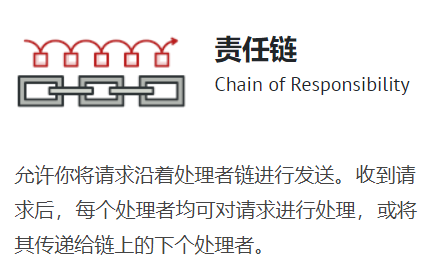 责任链
Chain of Responsibility
允许你将请求沿着处理者链进行发送。收到请
求后，每个处理者均可对请求进行处理，或将
其传递给链上的下个处理者。